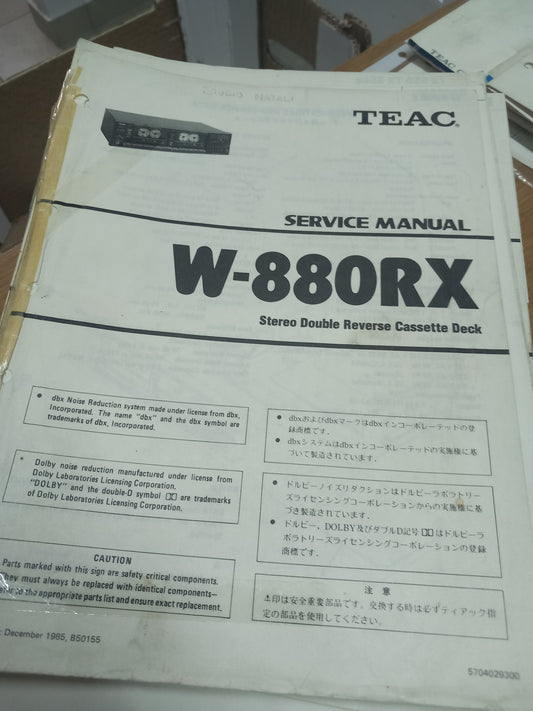 TEAC
TEAC®
SERVICE MANUAL
W-880RX
Stereo Double Reverse Cassette Deck
● dbx Noise Reduction system made under license from dbx,
Incorporated. The name "dbx" and the dbx symbol are
trademarks of dbx, Incorporated.
Dolby noise reduction manufactured under license from
Dolby Laboratories Licensing Corporation.
"DOLBY" and the double-D symbol are trademarks
of Dolby Laboratories Licensing Corporation.
CAUTION
Parts marked with this sign are safety critical components.
They must always be replaced with identical components–
to the appropriate parts list and ensure exact replacement.
● dbxおよびdbxマークはdbxインコーポレーテッドの登
録商標です.
● dbxシステムはdbxインコーポレーテッドの実施権に基
づいて製造されています.
● ドルビーノイズリダクションはドルビーラボラトリー
ズライセンシングコーポレーションからの実施権に基
づき製造されています.
● ドルビー, DOLBY及びダブルD記号 はドルビーラ
ボラトリーズライセンシングコーポレーションの登録
商標です.
注 意
⚠印は安全重要部品です. 交換する時は必ずティアック指
定の部品を使用してください.
December 1985, B50155
5704029300